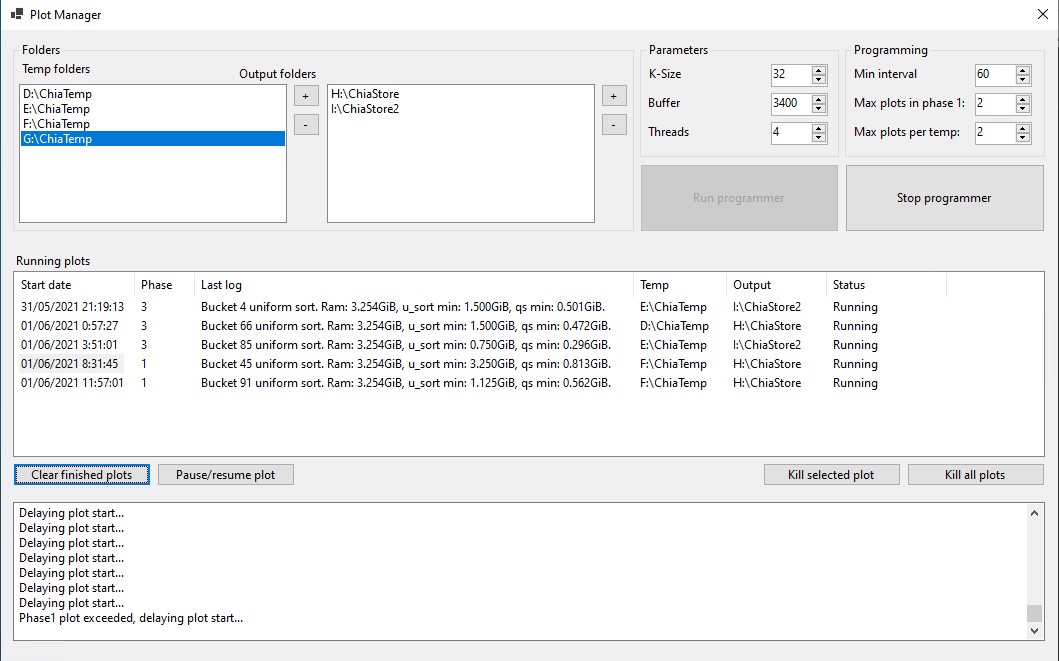 Plot Manager
Folders
Temp folders
Output folders
D:\ChiaTemp
E:\ChiaTemp
F:\ChiaTemp
G:\ChiaTemp
+
-
H:\ChiaStore
I:\ChiaStore2
+
-
Parameters
K-Size 32
Buffer 3400
Threads 4
Programming
Min interval 60
Max plots in phase 1: 2
Max plots per temp: 2
Run programmer
Stop programmer
Running plots
Start date Phase Last log Temp Output Status
31/05/2021 21:19:13 3 Bucket 4 uniform sort. Ram: 3.254GiB, u_sort min: 1.500GiB, qs min: 0.501GiB. E:\ChiaTemp I:\ChiaStore2 Running
01/06/2021 0:57:27 3 Bucket 66 uniform sort. Ram: 3.254GiB, u_sort min: 1.500GiB, qs min: 0.472GiB. D:\ChiaTemp H:\ChiaStore Running
01/06/2021 3:51:01 3 Bucket 85 uniform sort. Ram: 3.254GiB, u_sort min: 0.750GiB, qs min: 0.296GiB. E:\ChiaTemp I:\ChiaStore2 Running
01/06/2021 8:31:45 1 Bucket 45 uniform sort. Ram: 3.254GiB, u_sort min: 3.250GiB, qs min: 0.813GiB. F:\ChiaTemp H:\ChiaStore Running
01/06/2021 11:57:01 1 Bucket 91 uniform sort. Ram: 3.254GiB, u_sort min: 1.125GiB, qs min: 0.562GiB. F:\ChiaTemp H:\ChiaStore Running
Clear finished plots
Pause/resume plot
Kill selected plot
Kill all plots
Delaying plot start...
Delaying plot start...
Delaying plot start...
Delaying plot start...
Delaying plot start...
Delaying plot start...
Delaying plot start...
Phase1 plot exceeded, delaying plot start...